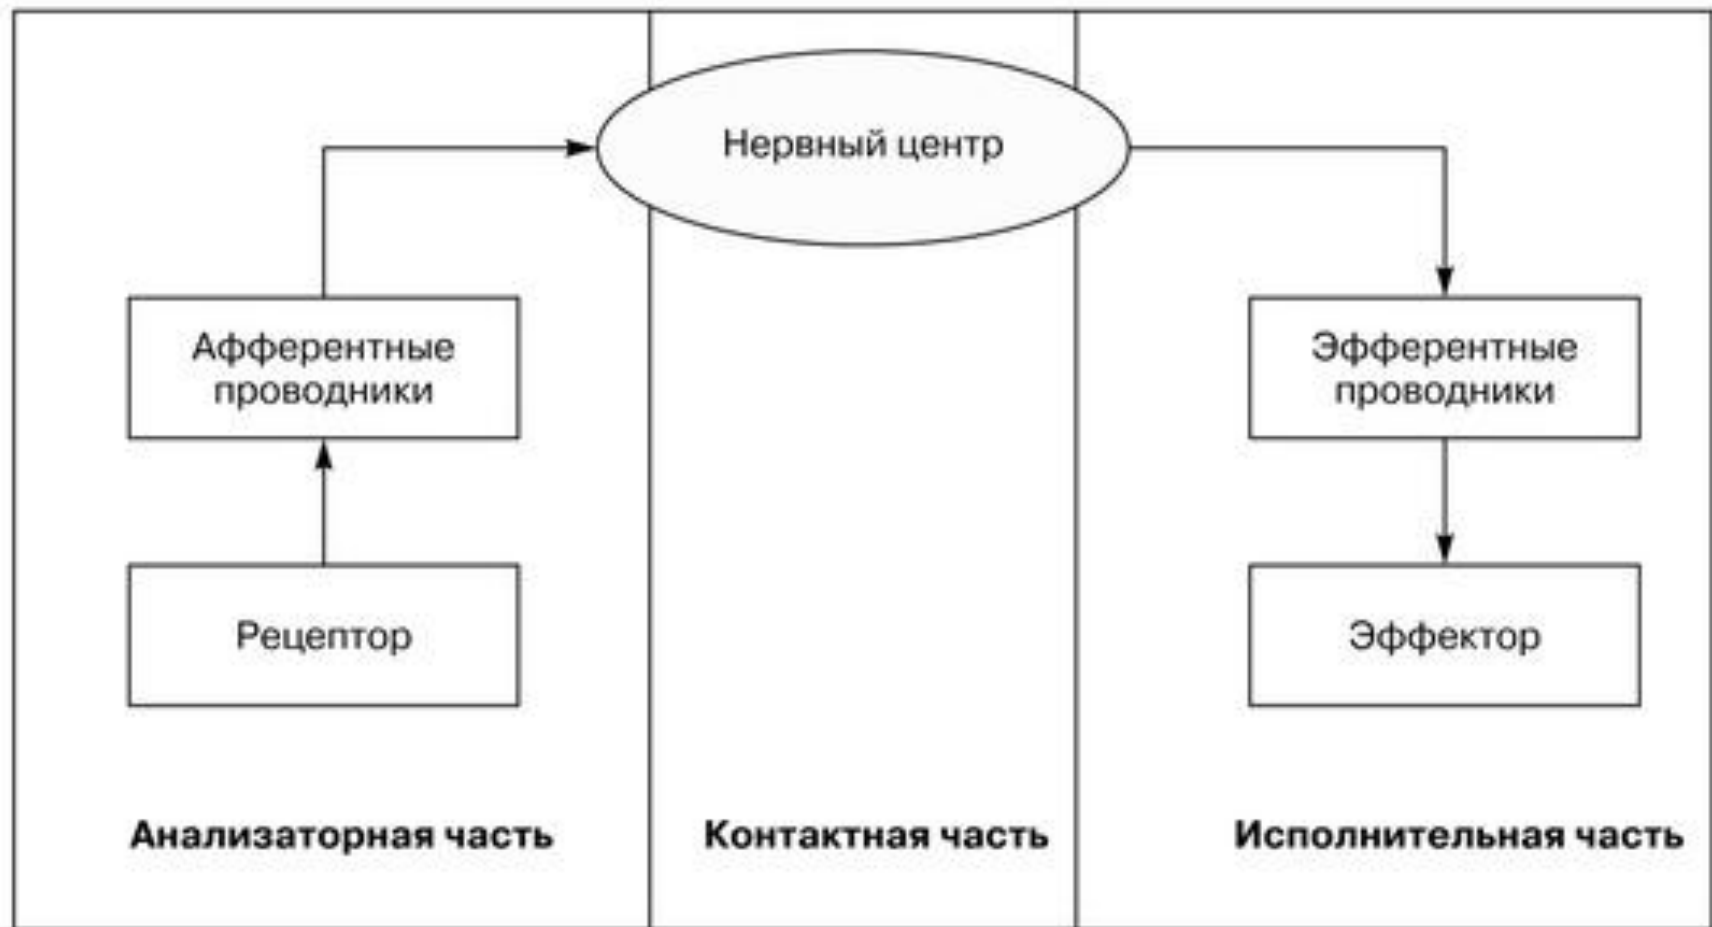 Нервный центр
Афферентные
проводники
Эфферентные
проводники
Рецептор
Эффектор
Анализаторная часть
Контактная часть
Исполнительная часть